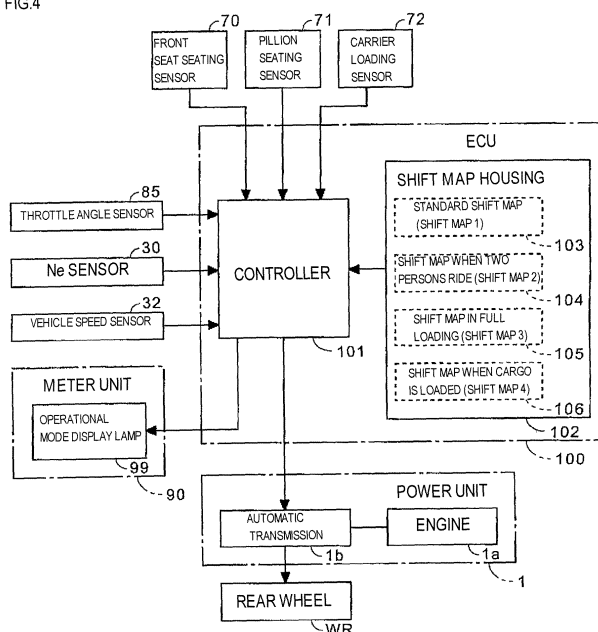 FIG.4
70
71
72
FRONT
SEAT SEATING
SENSOR
PILLION
SEATING
SENSOR
CARRIER
LOADING
SENSOR
ECU
SHIFT MAP HOUSING
85
THROTTLE ANGLE SENSOR
STANDARD SHIFT MAP
(SHIFT MAP 1)
103
30
Ne SENSOR
CONTROLLER
SHIFT MAP WHEN TWO
PERSONS RIDE (SHIFT MAP 2)
104
32
VEHICLE SPEED SENSOR
SHIFT MAP IN FULL
LOADING (SHIFT MAP 3)
101
105
METER UNIT
SHIFT MAP WHEN CARGO
IS LOADED (SHIFT MAP 4)
106
OPERATIONAL
MODE DISPLAY LAMP
102
99
100
90
POWER UNIT
AUTOMATIC
TRANSMISSION
ENGINE
1b
1a
1
REAR WHEEL
WR